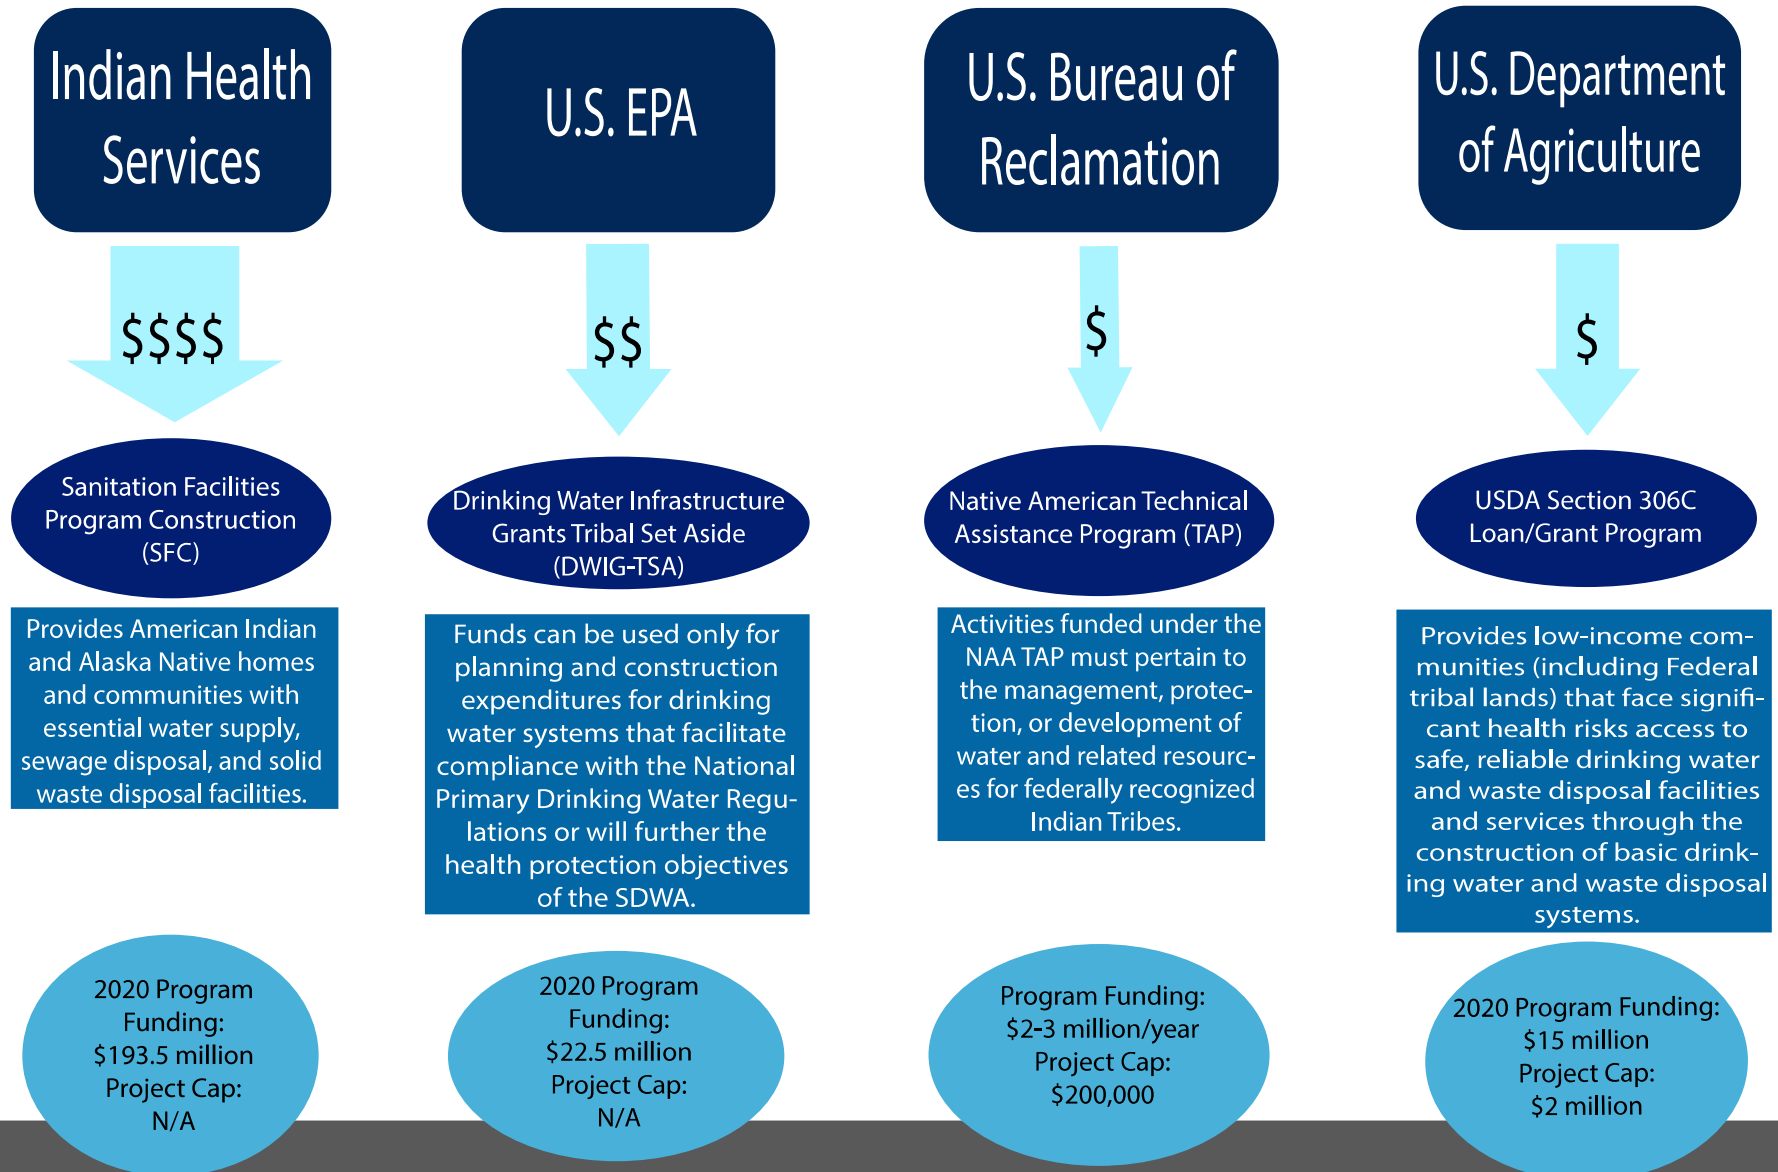 Indian Health
Services
$$$$
Sanitation Facilities
Program Construction
(SFC)
Provides American Indian
and Alaska Native homes
and communities with
essential water supply,
sewage disposal, and solid
waste disposal facilities.
2020 Program
Funding:
$193.5 million
Project Cap:
N/A
U.S. EPA
$$
Drinking Water Infrastructure
Grants Tribal Set Aside
(DWIG-TSA)
Funds can be used only for
planning and construction
expenditures for drinking
water systems that facilitate
compliance with the National
Primary Drinking Water Regu-
lations or will further the
health protection objectives
of the SDWA.
2020 Program
Funding:
$22.5 million
Project Cap:
N/A
U.S. Bureau of
Reclamation
$
Native American Technical
Assistance Program (TAP)
Activities funded under the
NAA TAP must pertain to
the management, protec-
tion, or development of
water and related resourc-
es for federally recognized
Indian Tribes.
Program Funding:
$2-3 million/year
Project Cap:
$200,000
U.S. Department
of Agriculture
$
USDA Section 306C
Loan/Grant Program
Provides low-income com-
munities (including Federal
tribal lands) that face signifi-
cant health risks access to
safe, reliable drinking water
and waste disposal facilities
and services through the
construction of basic drink-
ing water and waste disposal
systems.
2020 Program Funding:
$15 million
Project Cap:
$2 million